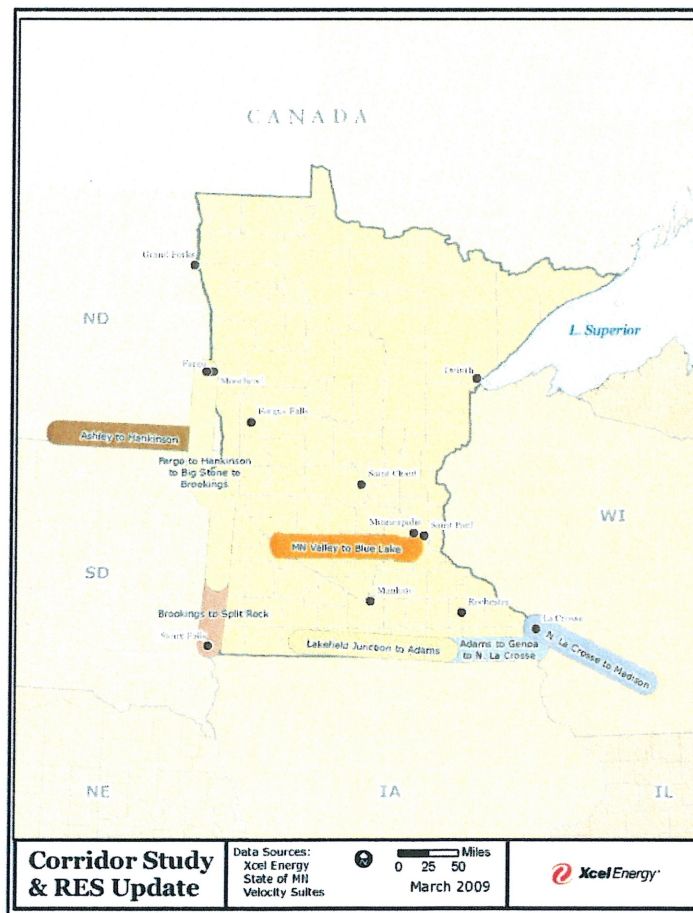 CANADA
Grand Forks
ND
L. Superior
Fargo
Moorhead
Duluth
Fergus Falls
Ashley to Hankinson
Fargo to Hankinson
to Big Stone to
Brookings
Saint Cloud
WI
Minneapolis
Saint Paul
MN Valley to Blue Lake
SD
Mankato
Brookings to Split Rock
Rochester
La Crosse
Sioux Falls
Lakefield Junction to Adams
Adams to Genoa
to N. La Crosse
N. La Crosse to Madison
NE
IA
IL
Corridor Study
& RES Update
Data Sources:
Xcel Energy
State of MN
Velocity Suites
N
Miles
0 25 50
March 2009
Xcel Energy